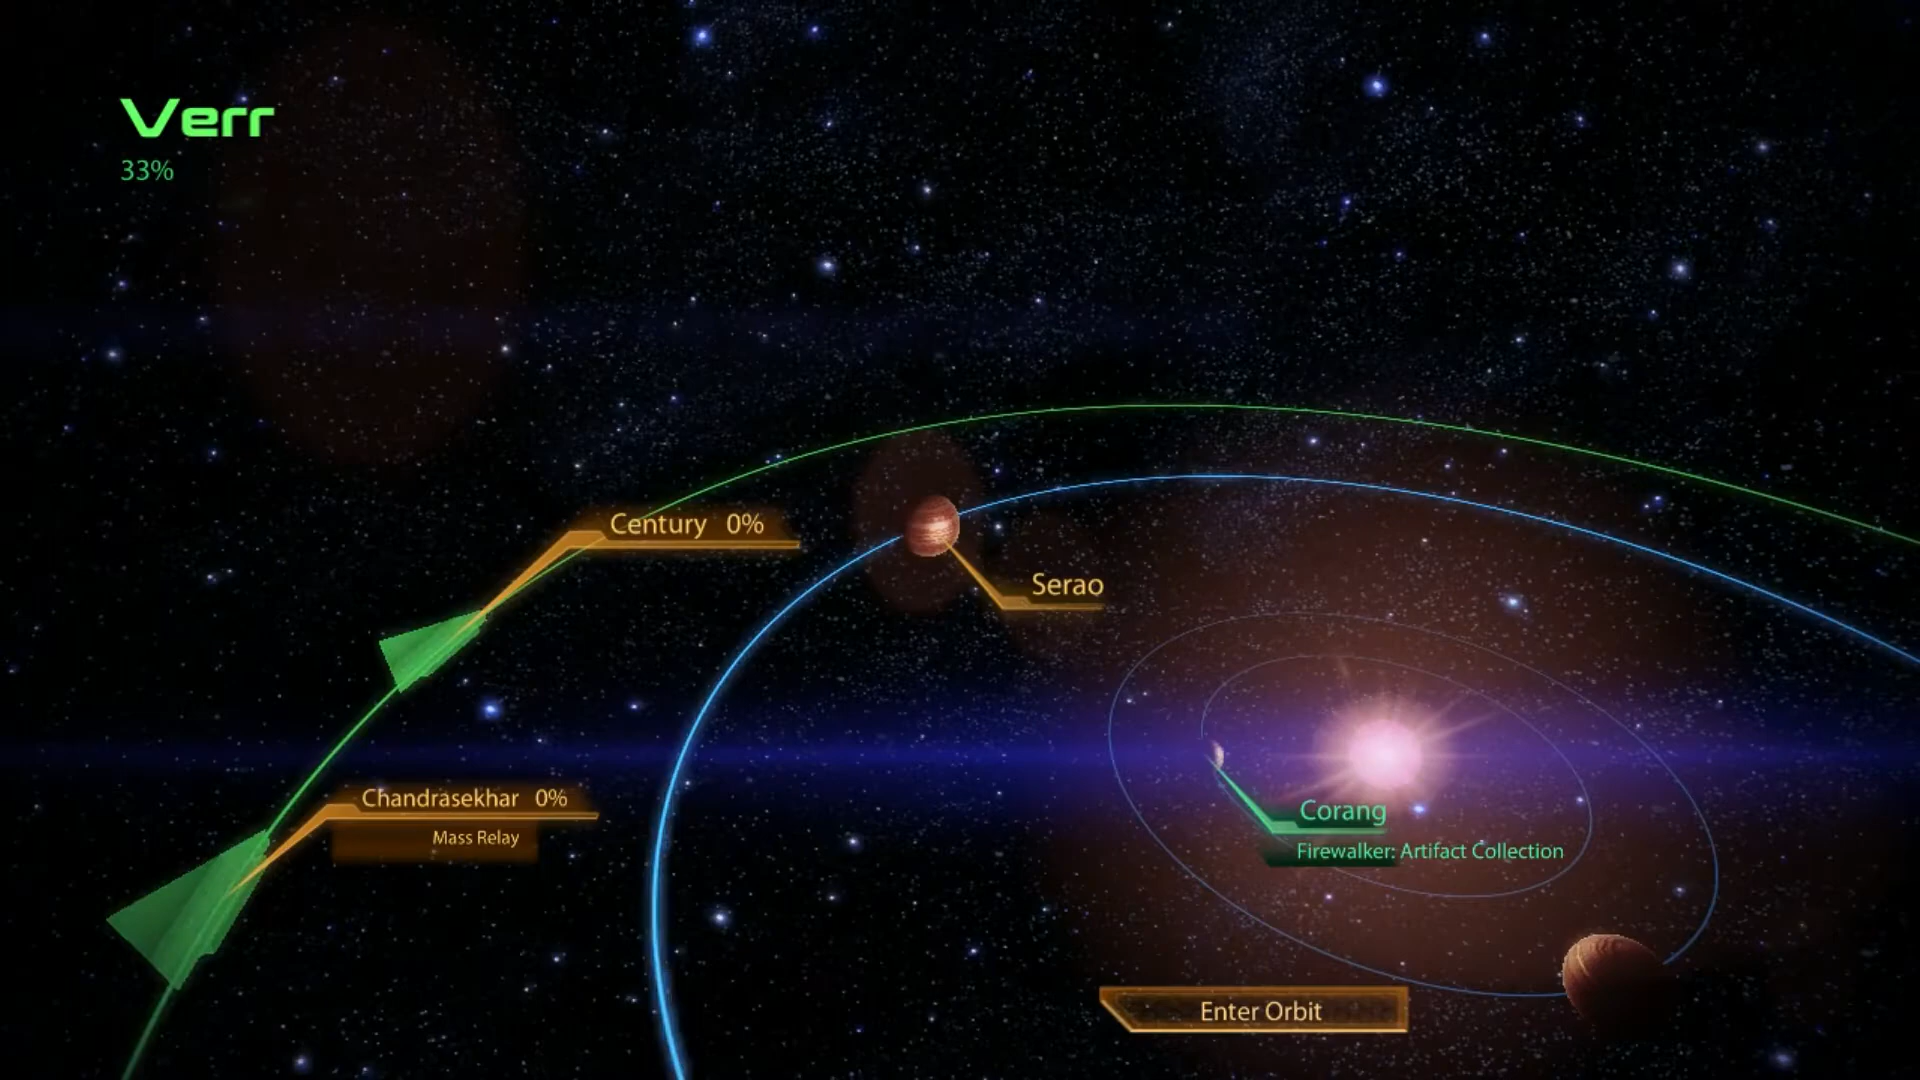 Verr
33%
Century 0%
Serao
Chandrasekhar 0%
Mass Relay
Corang
Firewalker: Artifact Collection
Enter Orbit